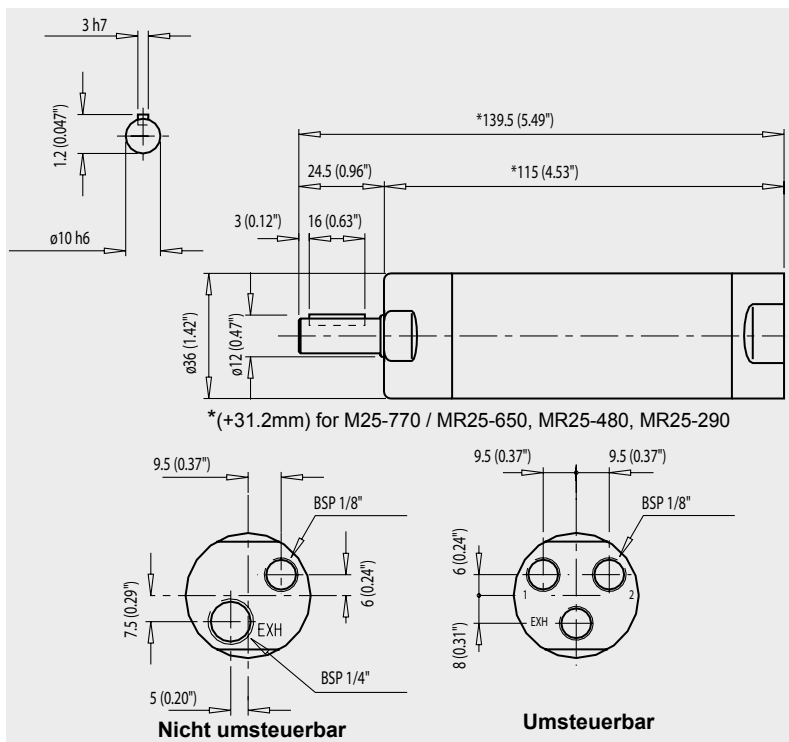 3 h7
1.2 (0.047")
ø10 h6
*139.5 (5.49")
24.5 (0.96")
*115 (4.53")
3 (0.12")
16 (0.63")
ø36 (1.42")
ø12 (0.47")
*(+31.2mm) for M25-770 / MR25-650, MR25-480, MR25-290
9.5 (0.37")
BSP 1/8"
6 (0.24")
7.5 (0.29")
EXH
BSP 1/4"
5 (0.20")
Nicht umsteuerbar
9.5 (0.37")
9.5 (0.37")
BSP 1/8"
6 (0.24")
1
2
EXH
8 (0.31")
Umsteuerbar